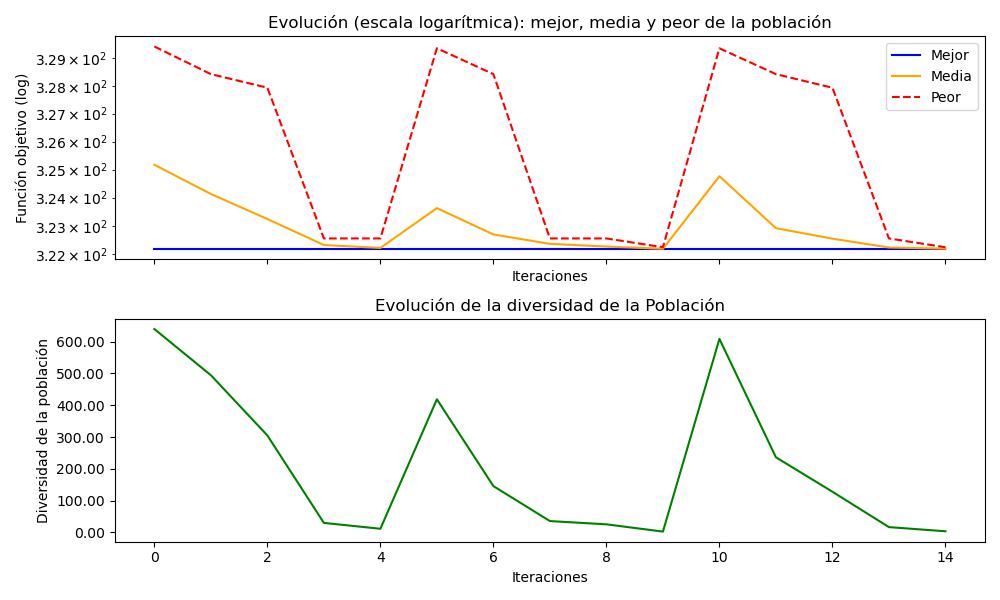 Evolución (escala logarítmica): mejor, media y peor de la población
Función objetivo (log)
3.29 × 10²
3.28 × 10²
3.27 × 10²
3.26 × 10²
3.25 × 10²
3.24 × 10²
3.23 × 10²
3.22 × 10²
Mejor
Media
Peor
Iteraciones
Evolución de la diversidad de la Población
Diversidad de la población
600.00
500.00
400.00
300.00
200.00
100.00
0.00
0 2 4 6 8 10 12 14
Iteraciones